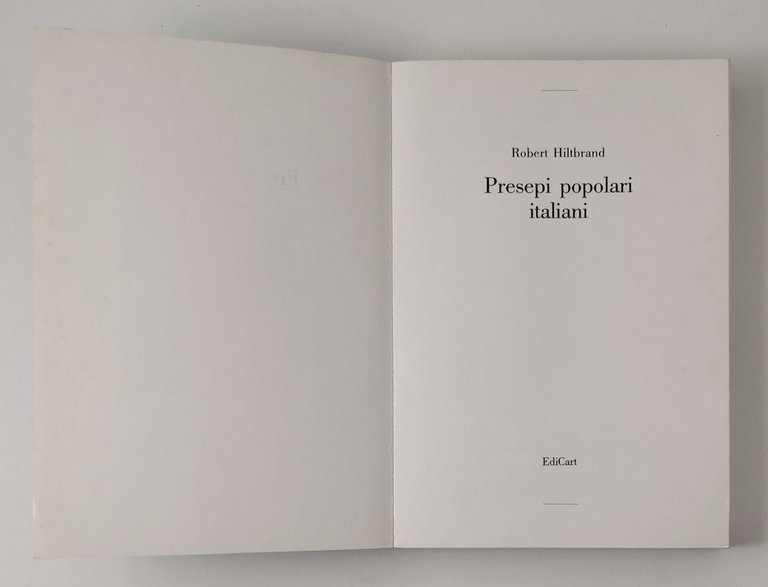 Robert Hiltbrand
Presepi popolari
italiani
EdiCart